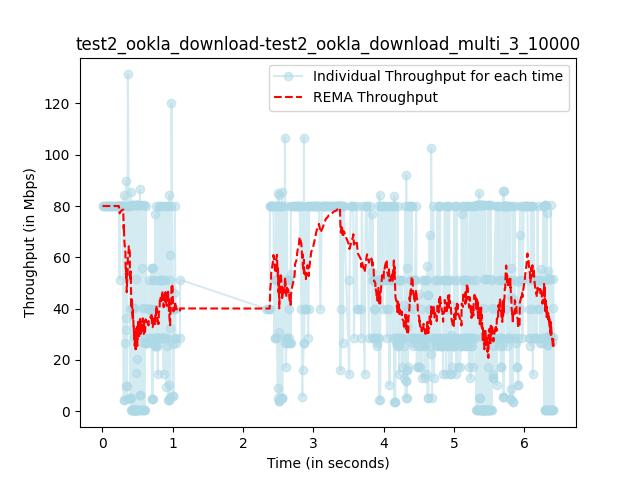 test2_ookla_download-test2_ookla_download_multi_3_10000
Individual Throughput for each time
REMA Throughput
Throughput (in Mbps)
120
100
80
60
40
20
0
0 1 2 3 4 5 6
Time (in seconds)